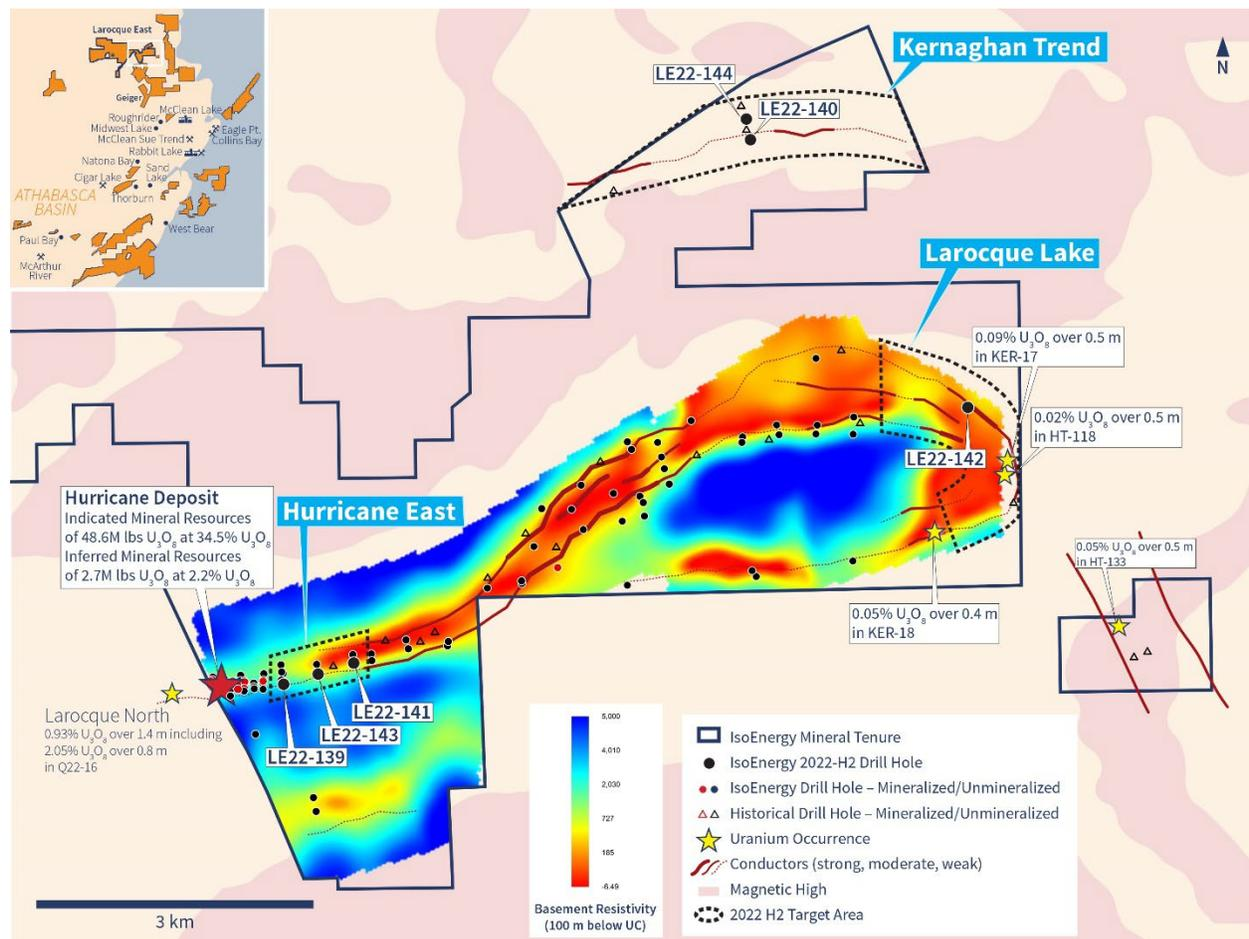 Larocque East
Geiger
McClean Lake
Roughrider
Midwest Lake
McClean Sue Trend
Eagle Pt.
Collins Bay
Rabbit Lake
Natona Bay
Sand
Lake
Cigar Lake
Thorburn
ATHABASCA
BASIN
West Bear
Paul Bay
McArthur
River
Kernaghan Trend
N
LE22-144
LE22-140
Larocque Lake
0.09% U3O8 over 0.5 m
in KER-17
0.02% U3O8 over 0.5 m
in HT-118
LE22-142
Hurricane Deposit
Indicated Mineral Resources
of 48.6M lbs U3O8 at 34.5% U3O8
Inferred Mineral Resources
of 2.7M lbs U3O8 at 2.2% U3O8
Hurricane East
0.05% U3O8 over 0.5 m
in HT-133
0.05% U3O8 over 0.4 m
in KER-18
Larocque North
0.93% U3O8 over 1.4 m including
2.05% U3O8 over 0.8 m
in Q22-16
LE22-141
LE22-143
LE22-139
3 km
5,000
4,010
2,030
727
185
-6.49
Basement Resistivity
(100 m below UC)
IsoEnergy Mineral Tenure
IsoEnergy 2022-H2 Drill Hole
IsoEnergy Drill Hole – Mineralized/Unmineralized
Historical Drill Hole – Mineralized/Unmineralized
Uranium Occurrence
Conductors (strong, moderate, weak)
Magnetic High
2022 H2 Target Area